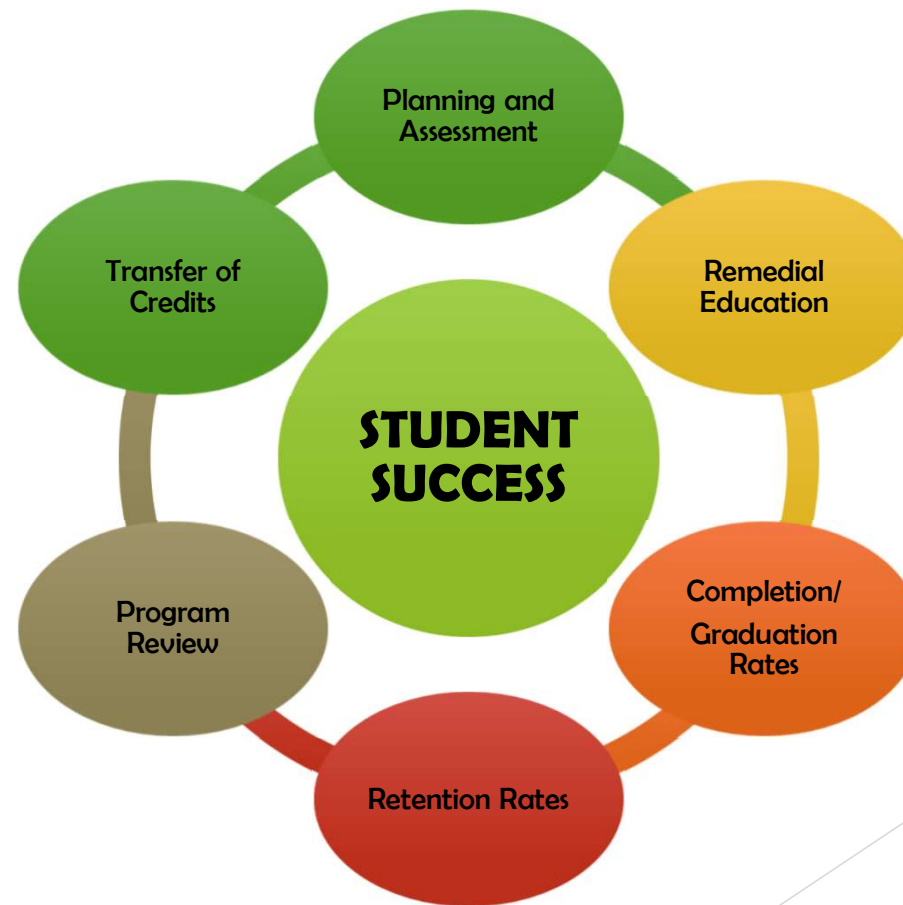 Planning and
Assessment
Transfer of
Credits
Remedial
Education
STUDENT
SUCCESS
Program
Review
Completion/
Graduation
Rates
Retention Rates